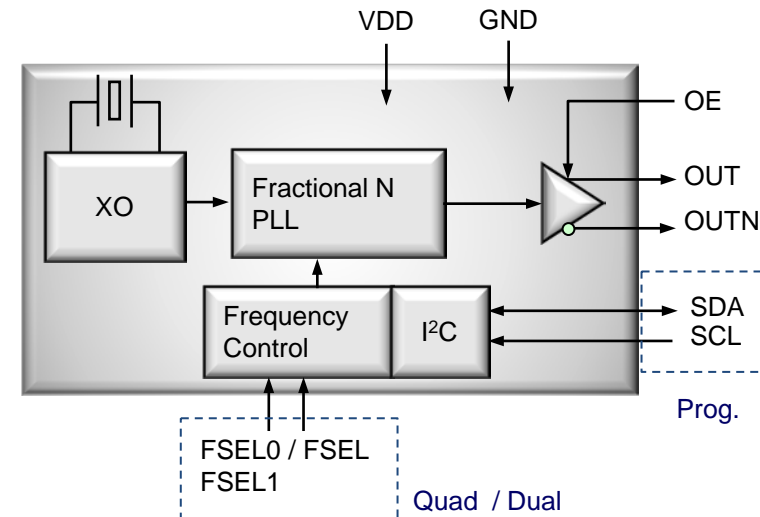 VDD
GND
OE
XO
Fractional N
PLL
OUT
OUTN
Frequency
Control
I²C
SDA
SCL
Prog.
FSEL0 / FSEL
FSEL1
Quad / Dual